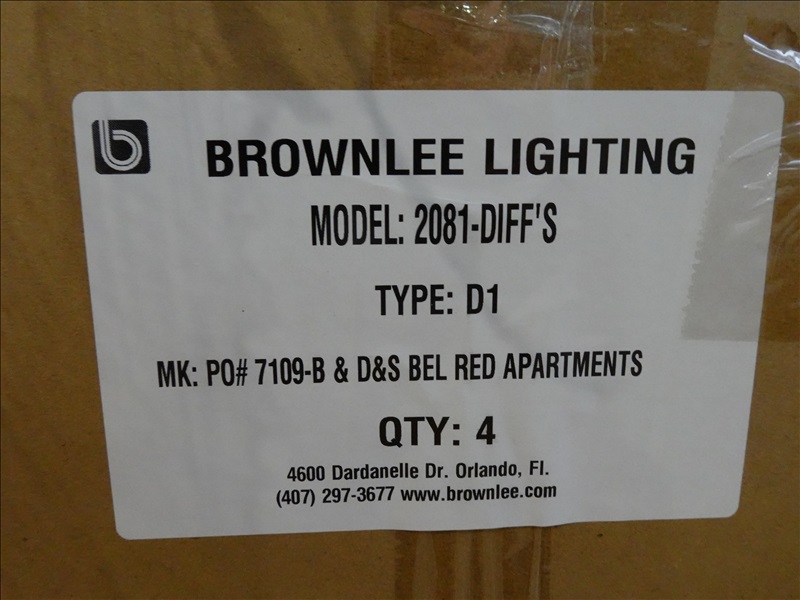 b
BROWNLEE LIGHTING
MODEL: 2081-DIFF'S
TYPE: D1
MK: PO# 7109-B & D&S BEL RED APARTMENTS
QTY: 4
4600 Dardanelle Dr. Orlando, Fl.
(407) 297-3677 www.brownlee.com